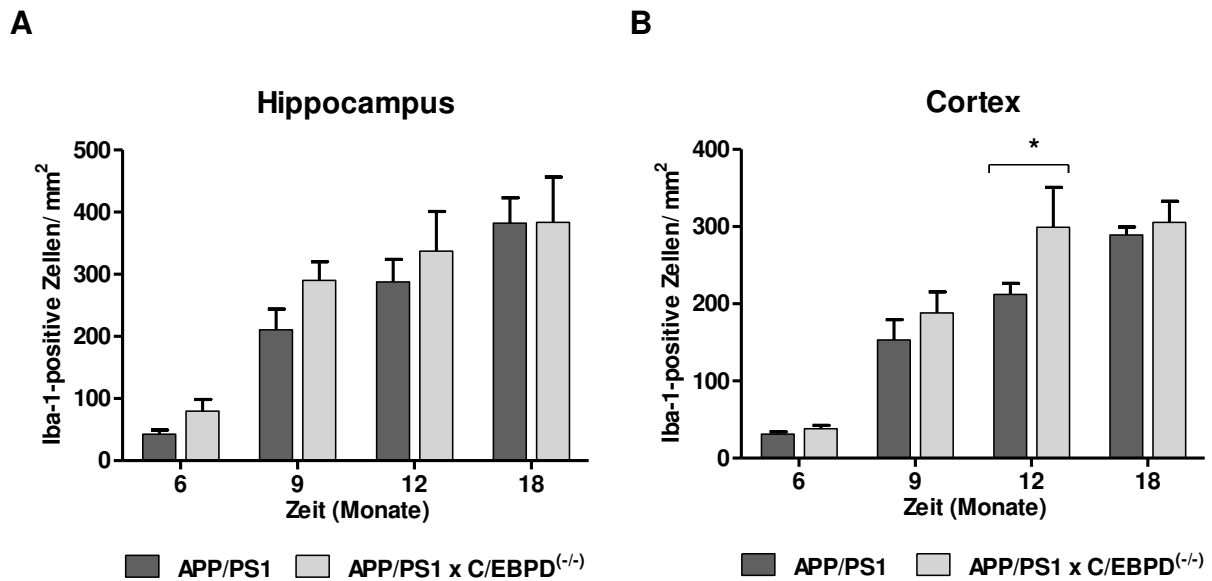 A
Hippocampus
Iba-1-positive Zellen/ mm²
500
400
300
200
100
0
6 9 12 18
Zeit (Monate)
APP/PS1 APP/PS1 x C/EBPD⁽⁻/⁻⁾
B
Cortex
Iba-1-positive Zellen/ mm²
400
300
200
100
0
*
6 9 12 18
Zeit (Monate)
APP/PS1 APP/PS1 x C/EBPD⁽⁻/⁻⁾